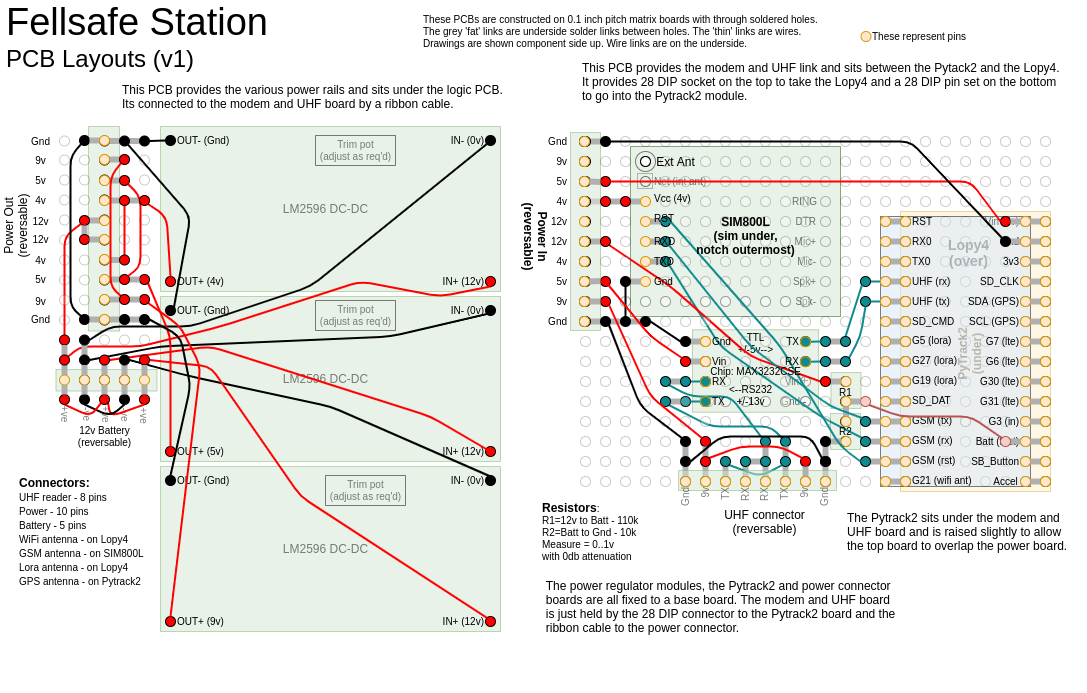 Fellsafe Station
PCB Layouts (v1)
These PCBs are constructed on 0.1 inch pitch matrix boards with through soldered holes.
The grey 'fat' links are underside solder links between holes. The 'thin' links are wires.
Drawings are shown component side up. Wire links are on the underside.
These represent pins
This PCB provides the various power rails and sits under the logic PCB.
Its connected to the modem and UHF board by a ribbon cable.
This PCB provides the modem and UHF link and sits between the Pytack2 and the Lopy4.
It provides 28 DIP socket on the top to take the Lopy4 and a 28 DIP pin set on the bottom
to go into the Pytrack2 module.
Power Out
(reversable)
Gnd
9v
5v
4v
12v
12v
4v
5v
9v
Gnd
OUT- (Gnd)
Trim pot
(adjust as req'd)
IN- (0v)
LM2596 DC-DC
OUT+ (4v)
IN+ (12v)
OUT- (Gnd)
Trim pot
(adjust as req'd)
IN- (0v)
LM2596 DC-DC
OUT+ (5v)
IN+ (12v)
OUT- (Gnd)
Trim pot
(adjust as req'd)
IN- (0v)
LM2596 DC-DC
OUT+ (9v)
IN+ (12v)
+ve
-ve
+ve
-ve
+ve
12v Battery
(reversable)
Connectors:
UHF reader - 8 pins
Power - 10 pins
Battery - 5 pins
WiFi antenna - on Lopy4
GSM antenna - on SIM800L
Lora antenna - on Lopy4
GPS antenna - on Pytrack2
Power In
(reversable)
Gnd
9v
5v
4v
12v
12v
4v
5v
9v
Gnd
Ext Ant
Net (int ant)
Vcc (4v)
RST
RXD
TXD
Gnd
SIM800L
(sim under,
notch outermost)
RING
DTR
Mic+
Mic-
Spk+
Spk-
Gnd
Vin
RX
TX
TTL
+/-5v-->
Chip: MAX3232CSE
<--RS232
+/-13v
TX
RX
Vin+
Gnd-
R1
R2
Gnd
9v
TX
RX
RX
TX
9v
Gnd
UHF connector
(reversable)
RST
RX0
TX0
UHF (rx)
UHF (tx)
SD_CMD
G5 (lora)
G27 (lora)
G19 (lora)
SD_DAT
GSM (tx)
GSM (rx)
GSM (rst)
G21 (wifi ant)
Lopy4
(over)
PyTrack2
(under)
3v3
SD_CLK
SDA (GPS)
SCL (GPS)
G7 (lte)
G6 (lte)
G30 (lte)
G31 (lte)
G3 (in)
Batt
SB_Button
Accel
Resistors:
R1=12v to Batt - 110k
R2=Batt to Gnd - 10k
Measure = 0..1v
with 0db attenuation
The Pytrack2 sits under the modem and
UHF board and is raised slightly to allow
the top board to overlap the power board.
The power regulator modules, the Pytrack2 and power connector
boards are all fixed to a base board. The modem and UHF board
is just held by the 28 DIP connector to the Pytrack2 board and the
ribbon cable to the power connector.